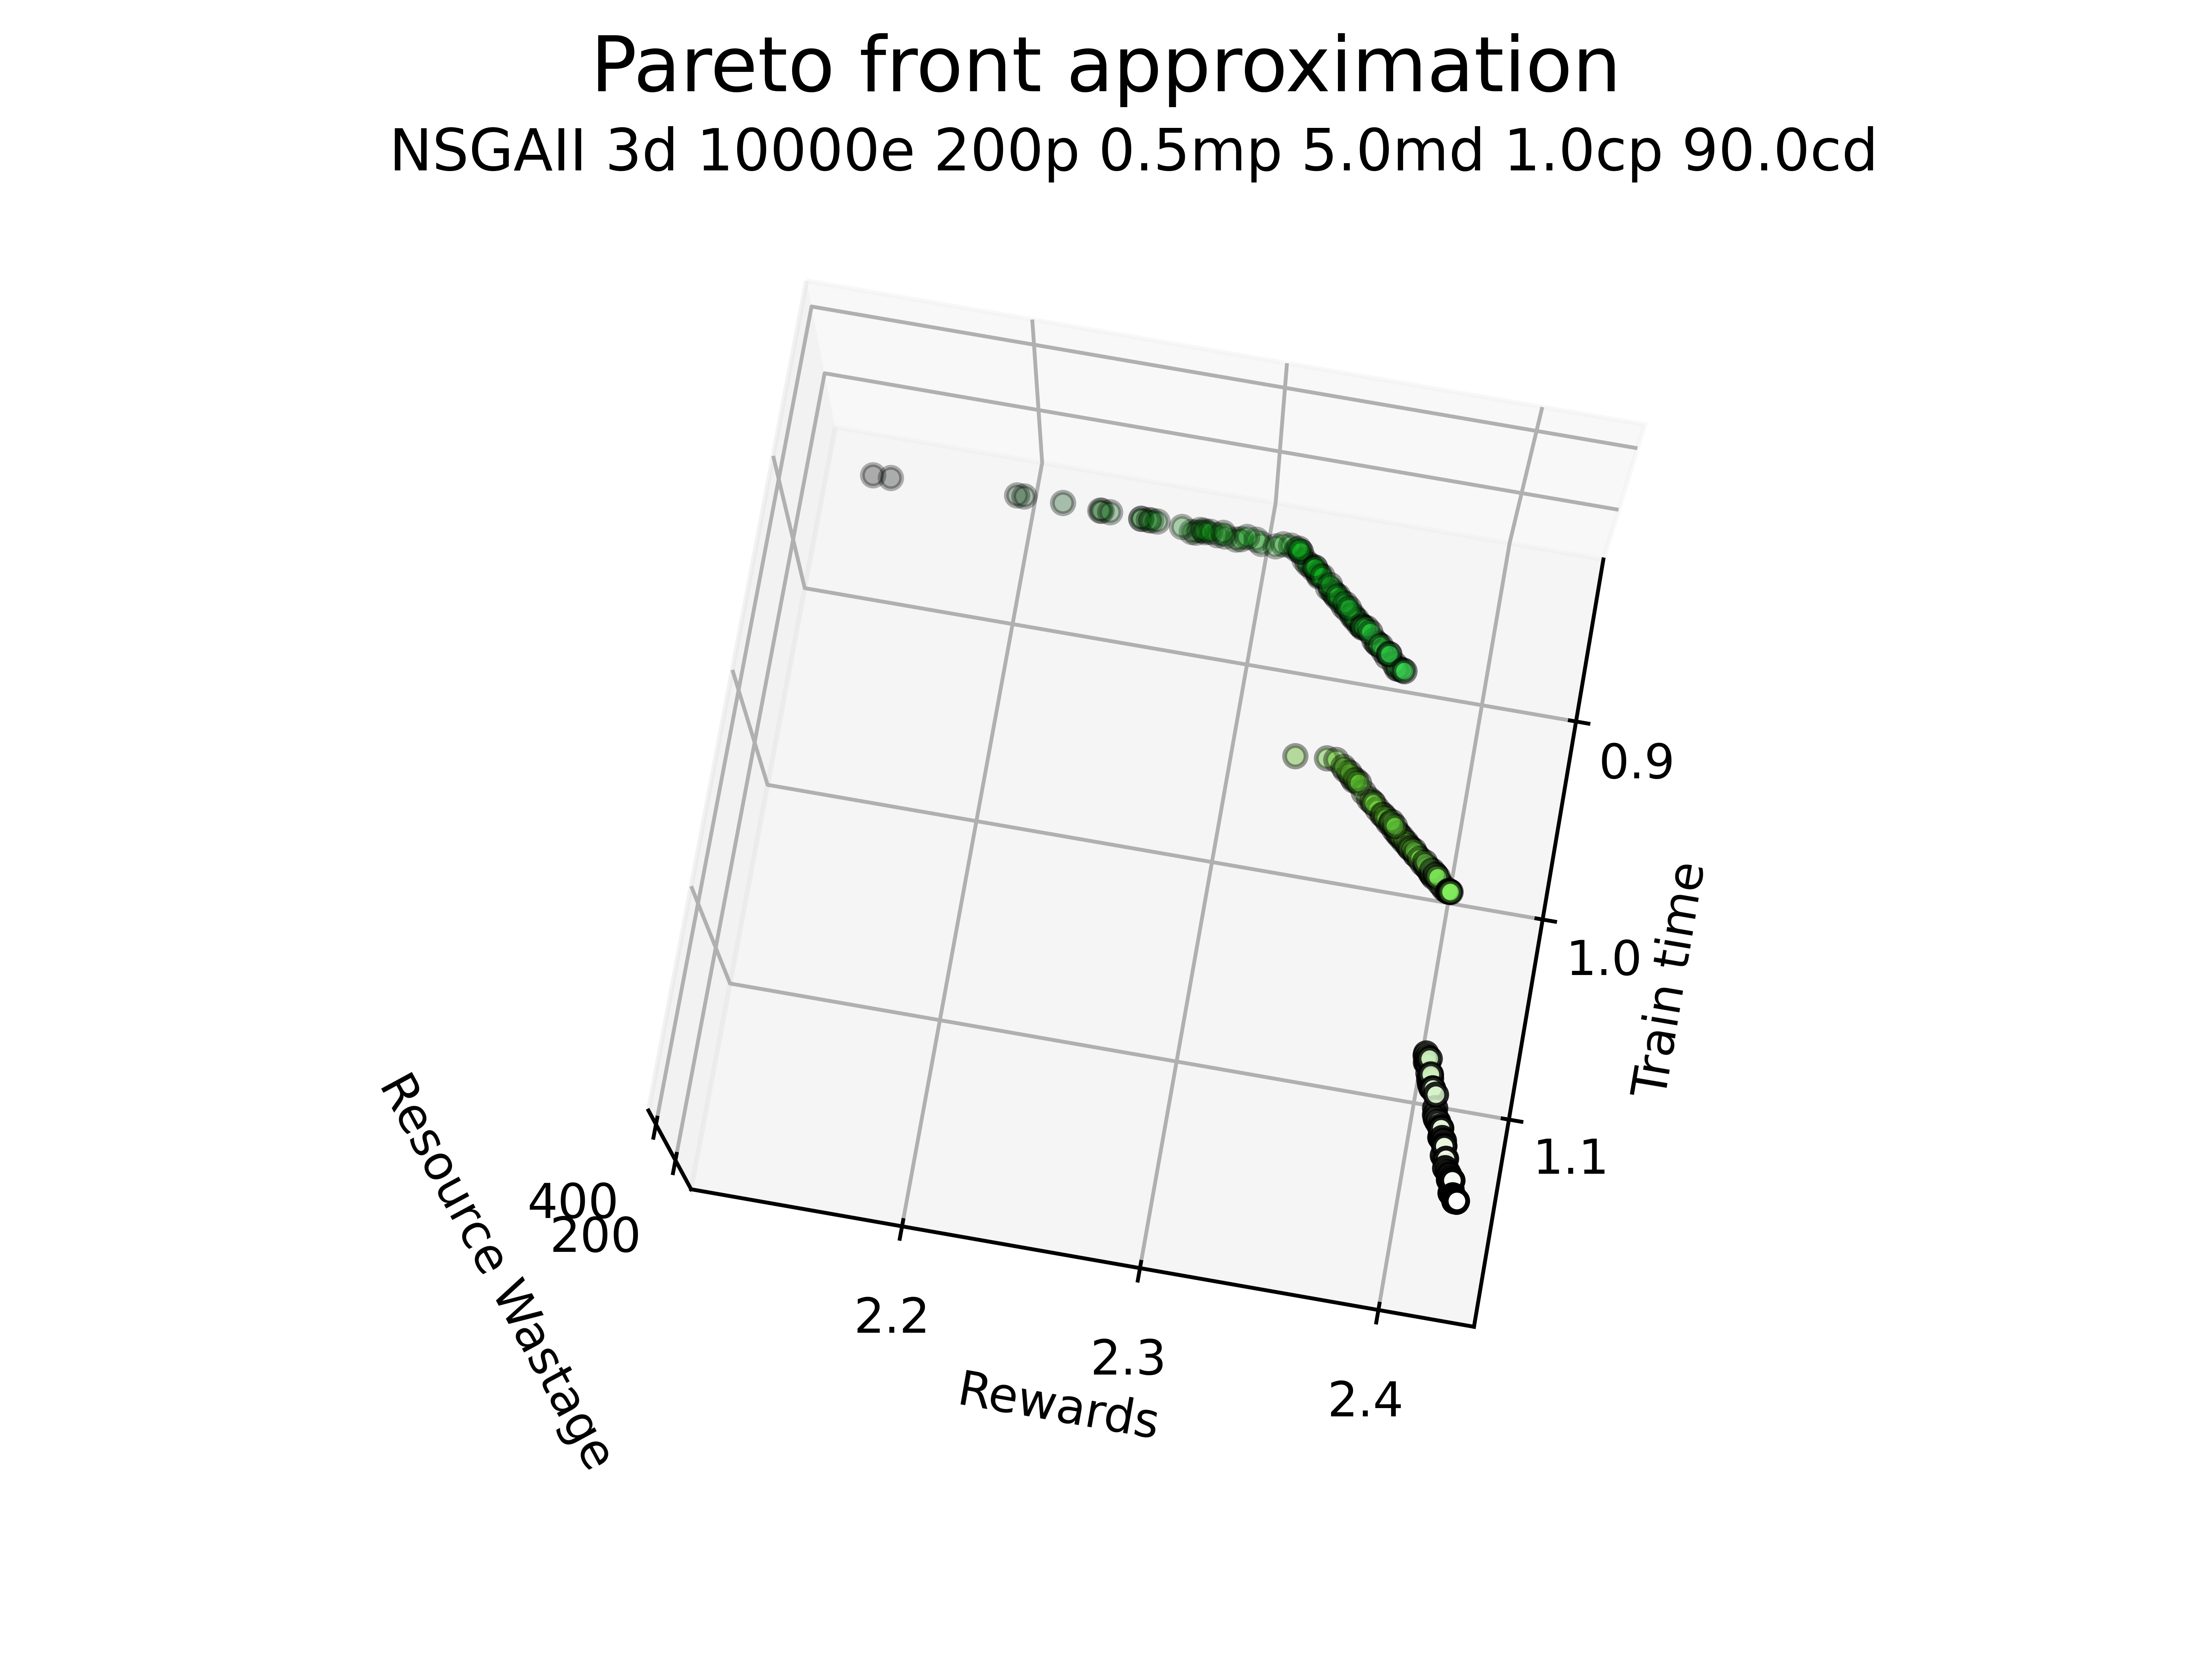 Pareto front approximation
NSGAII 3d 10000e 200p 0.5mp 5.0md 1.0cp 90.0cd
0.9
1.0
1.1
Train time
400
200
Resource Wastage
2.2
2.3
2.4
Rewards